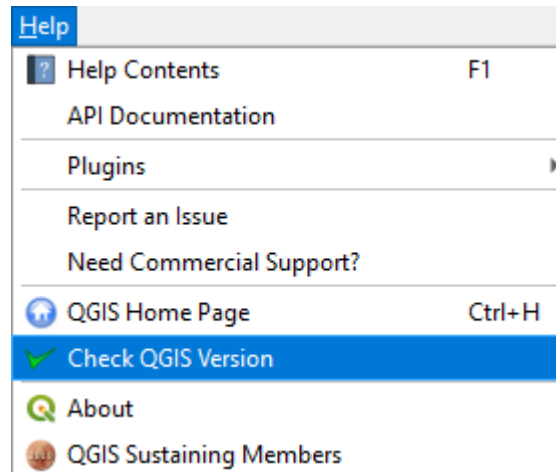 Help
Help Contents F1
API Documentation
Plugins
Report an Issue
Need Commercial Support?
QGIS Home Page Ctrl+H
Check QGIS Version
About
QGIS Sustaining Members